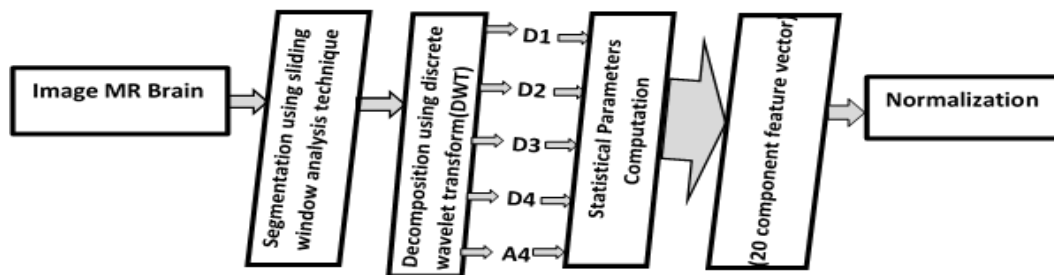 Image MR Brain
Segmentation using sliding
window analysis technique
Decomposition using discrete
wavelet transform(DWT)
D1
D2
D3
D4
A4
Statistical Parameters
Computation
(20 component feature vector)
Normalization